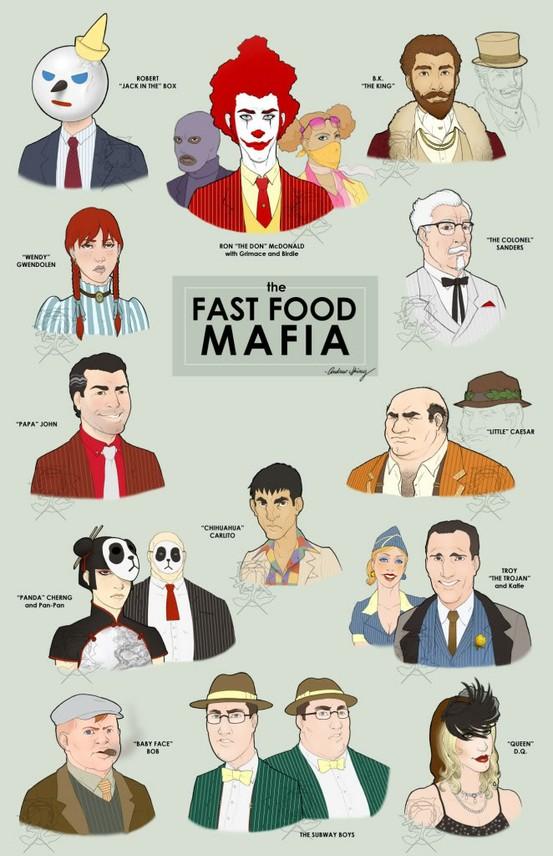 ROBERT
"JACK IN THE" BOX
B.K.
"THE KING"
RON "THE DON" McDONALD
with Grimace and Birdie
"WENDY"
GWENDOLEN
"THE COLONEL"
SANDERS
the
FAST FOOD
MAFIA
"PAPA" JOHN
"LITTLE" CAESAR
"CHIHUAHUA"
CARLITO
"PANDA" CHERNG
and Pan-Pan
TROY
"THE TROJAN"
and Katie
"BABY FACE"
BOB
THE SUBWAY BOYS
"QUEEN"
D.Q.